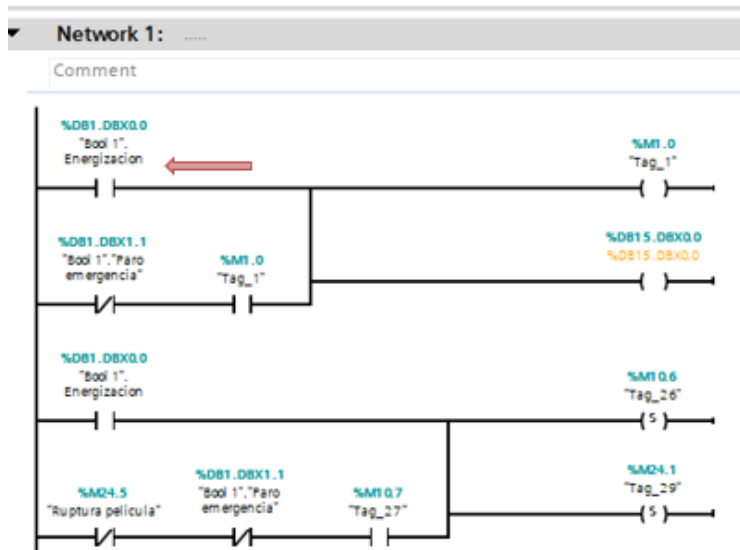 Network 1: .....
Comment
%DB1.DBX0.0
"Bool 1".
Energizacion
%M1.0
"Tag_1"
%DB1.DBX1.1
"Bool 1"."Paro
emergencia"
%M1.0
"Tag_1"
%DB15.DBX0.0
%DB15.DBX0.0
%DB1.DBX0.0
"Bool 1".
Energizacion
%M10.6
"Tag_26"
S
%M24.5
"Ruptura pelicula"
%DB1.DBX1.1
"Bool 1"."Paro
emergencia"
%M10.7
"Tag_27"
%M24.1
"Tag_29"
S